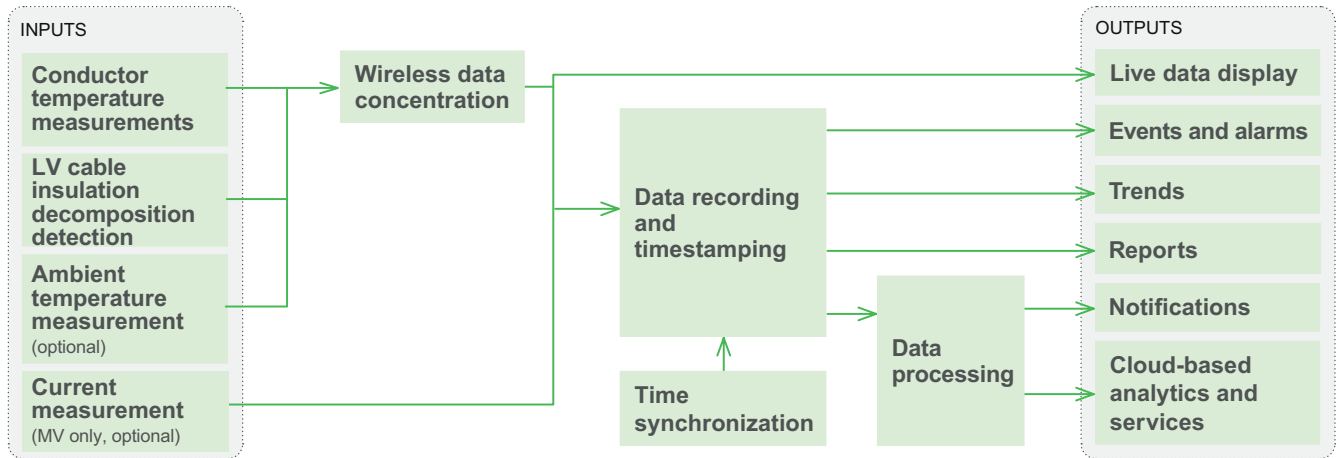 INPUTS
Conductor
temperature
measurements
LV cable
insulation
decomposition
detection
Ambient
temperature
measurement
(optional)
Current
measurement
(MV only, optional)
Wireless data
concentration
Data recording
and
timestamping
Time
synchronization
Data
processing
OUTPUTS
Live data display
Events and alarms
Trends
Reports
Notifications
Cloud-based
analytics and
services